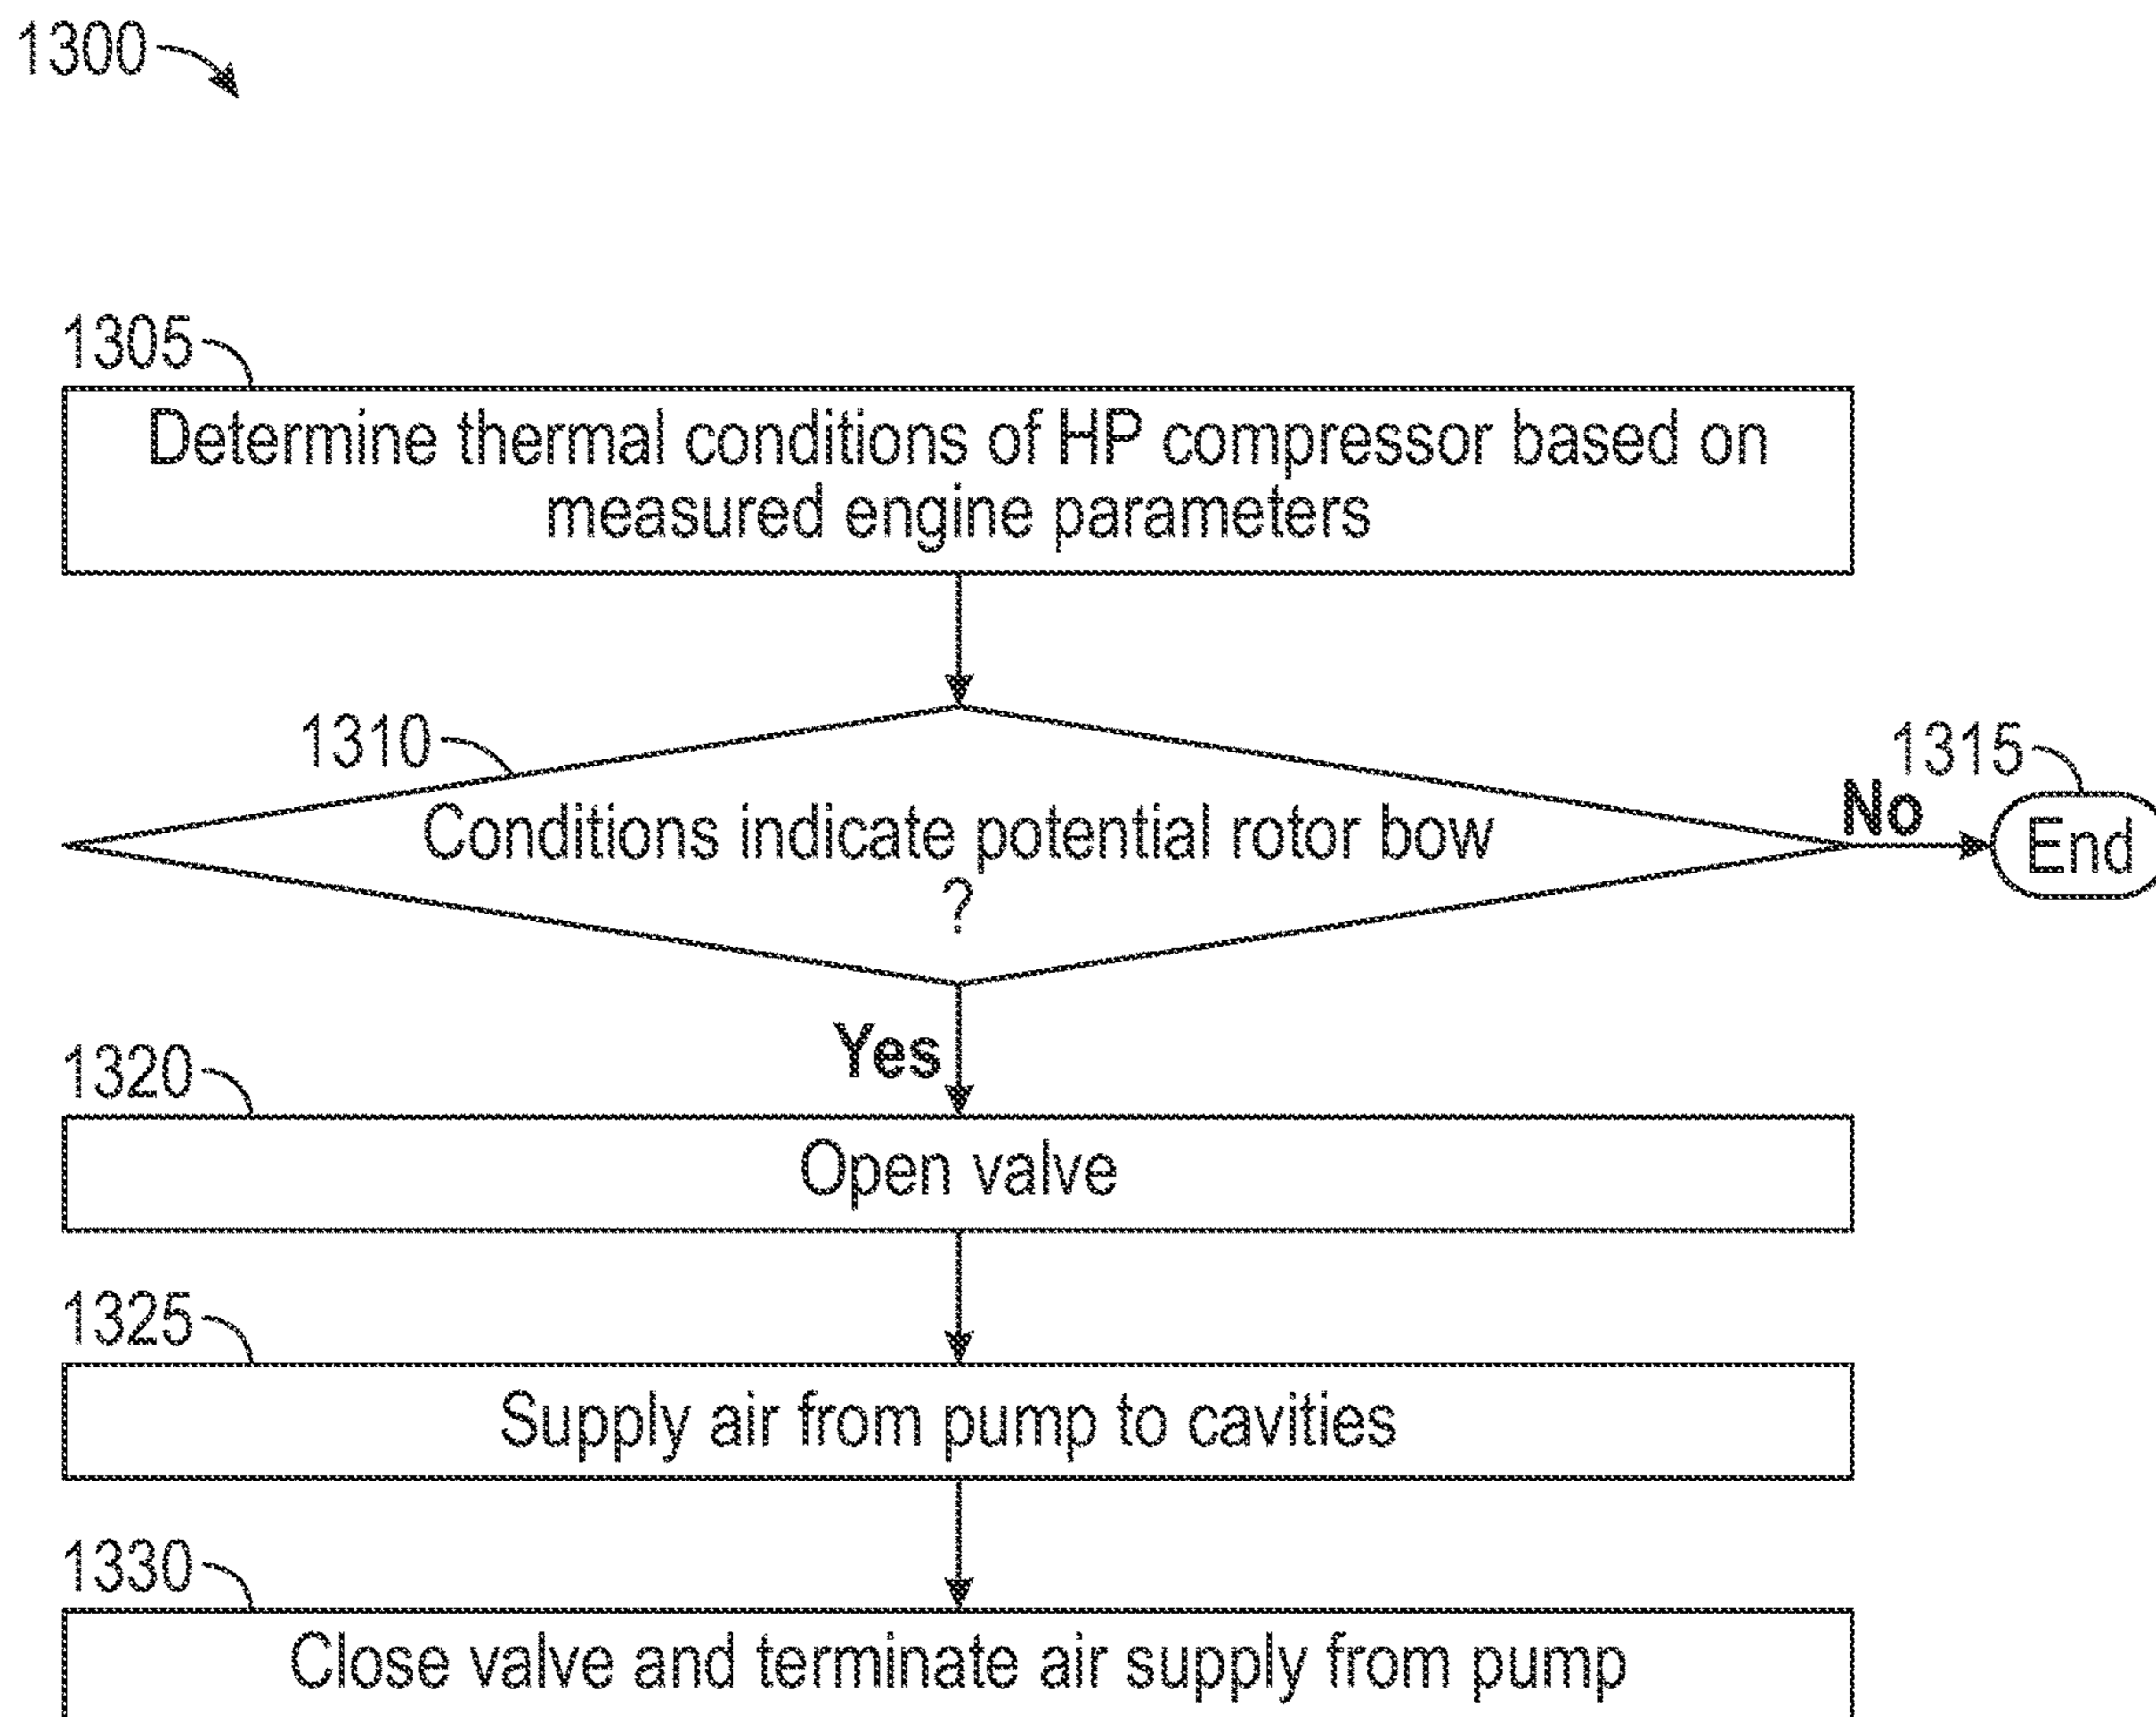 1300
1305
Determine thermal conditions of HP compressor based on
measured engine parameters
1310
1315
Conditions indicate potential rotor bow
?
No
End
Yes
1320
Open valve
1325
Supply air from pump to cavities
1330
Close valve and terminate air supply from pump